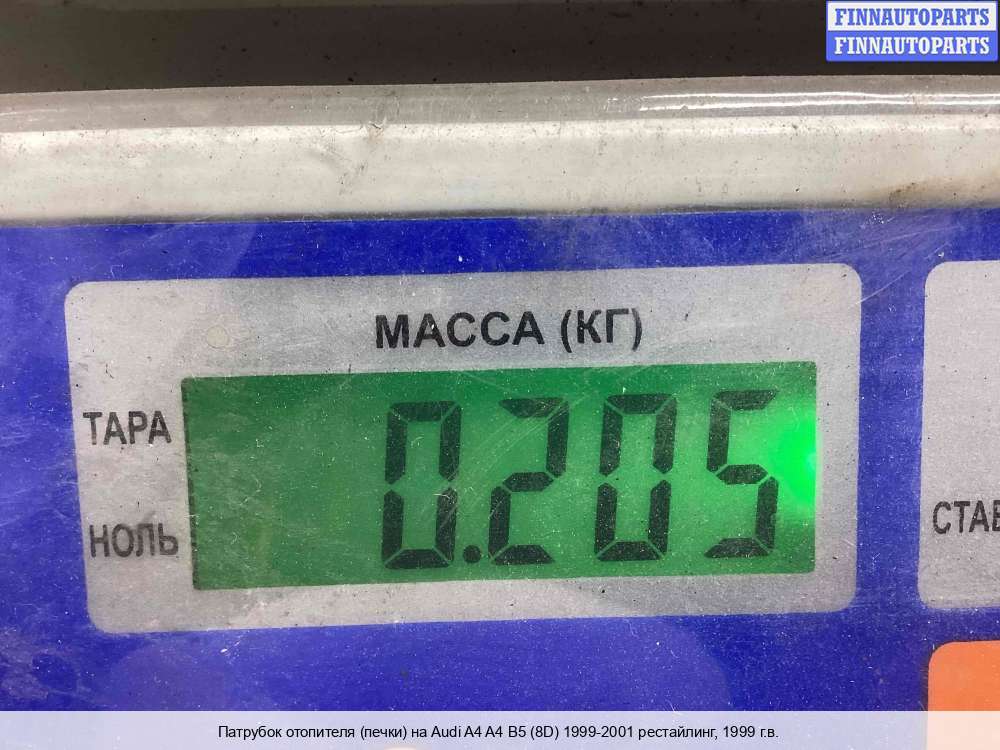 FINNAUTOPARTS
FINNAUTOPARTS
МАССА (КГ)
ТАРА
0.205
НОЛЬ
СТАВ
Патрубок отопителя (печки) на Audi A4 A4 B5 (8D) 1999-2001 рестайлинг, 1999 г.в.